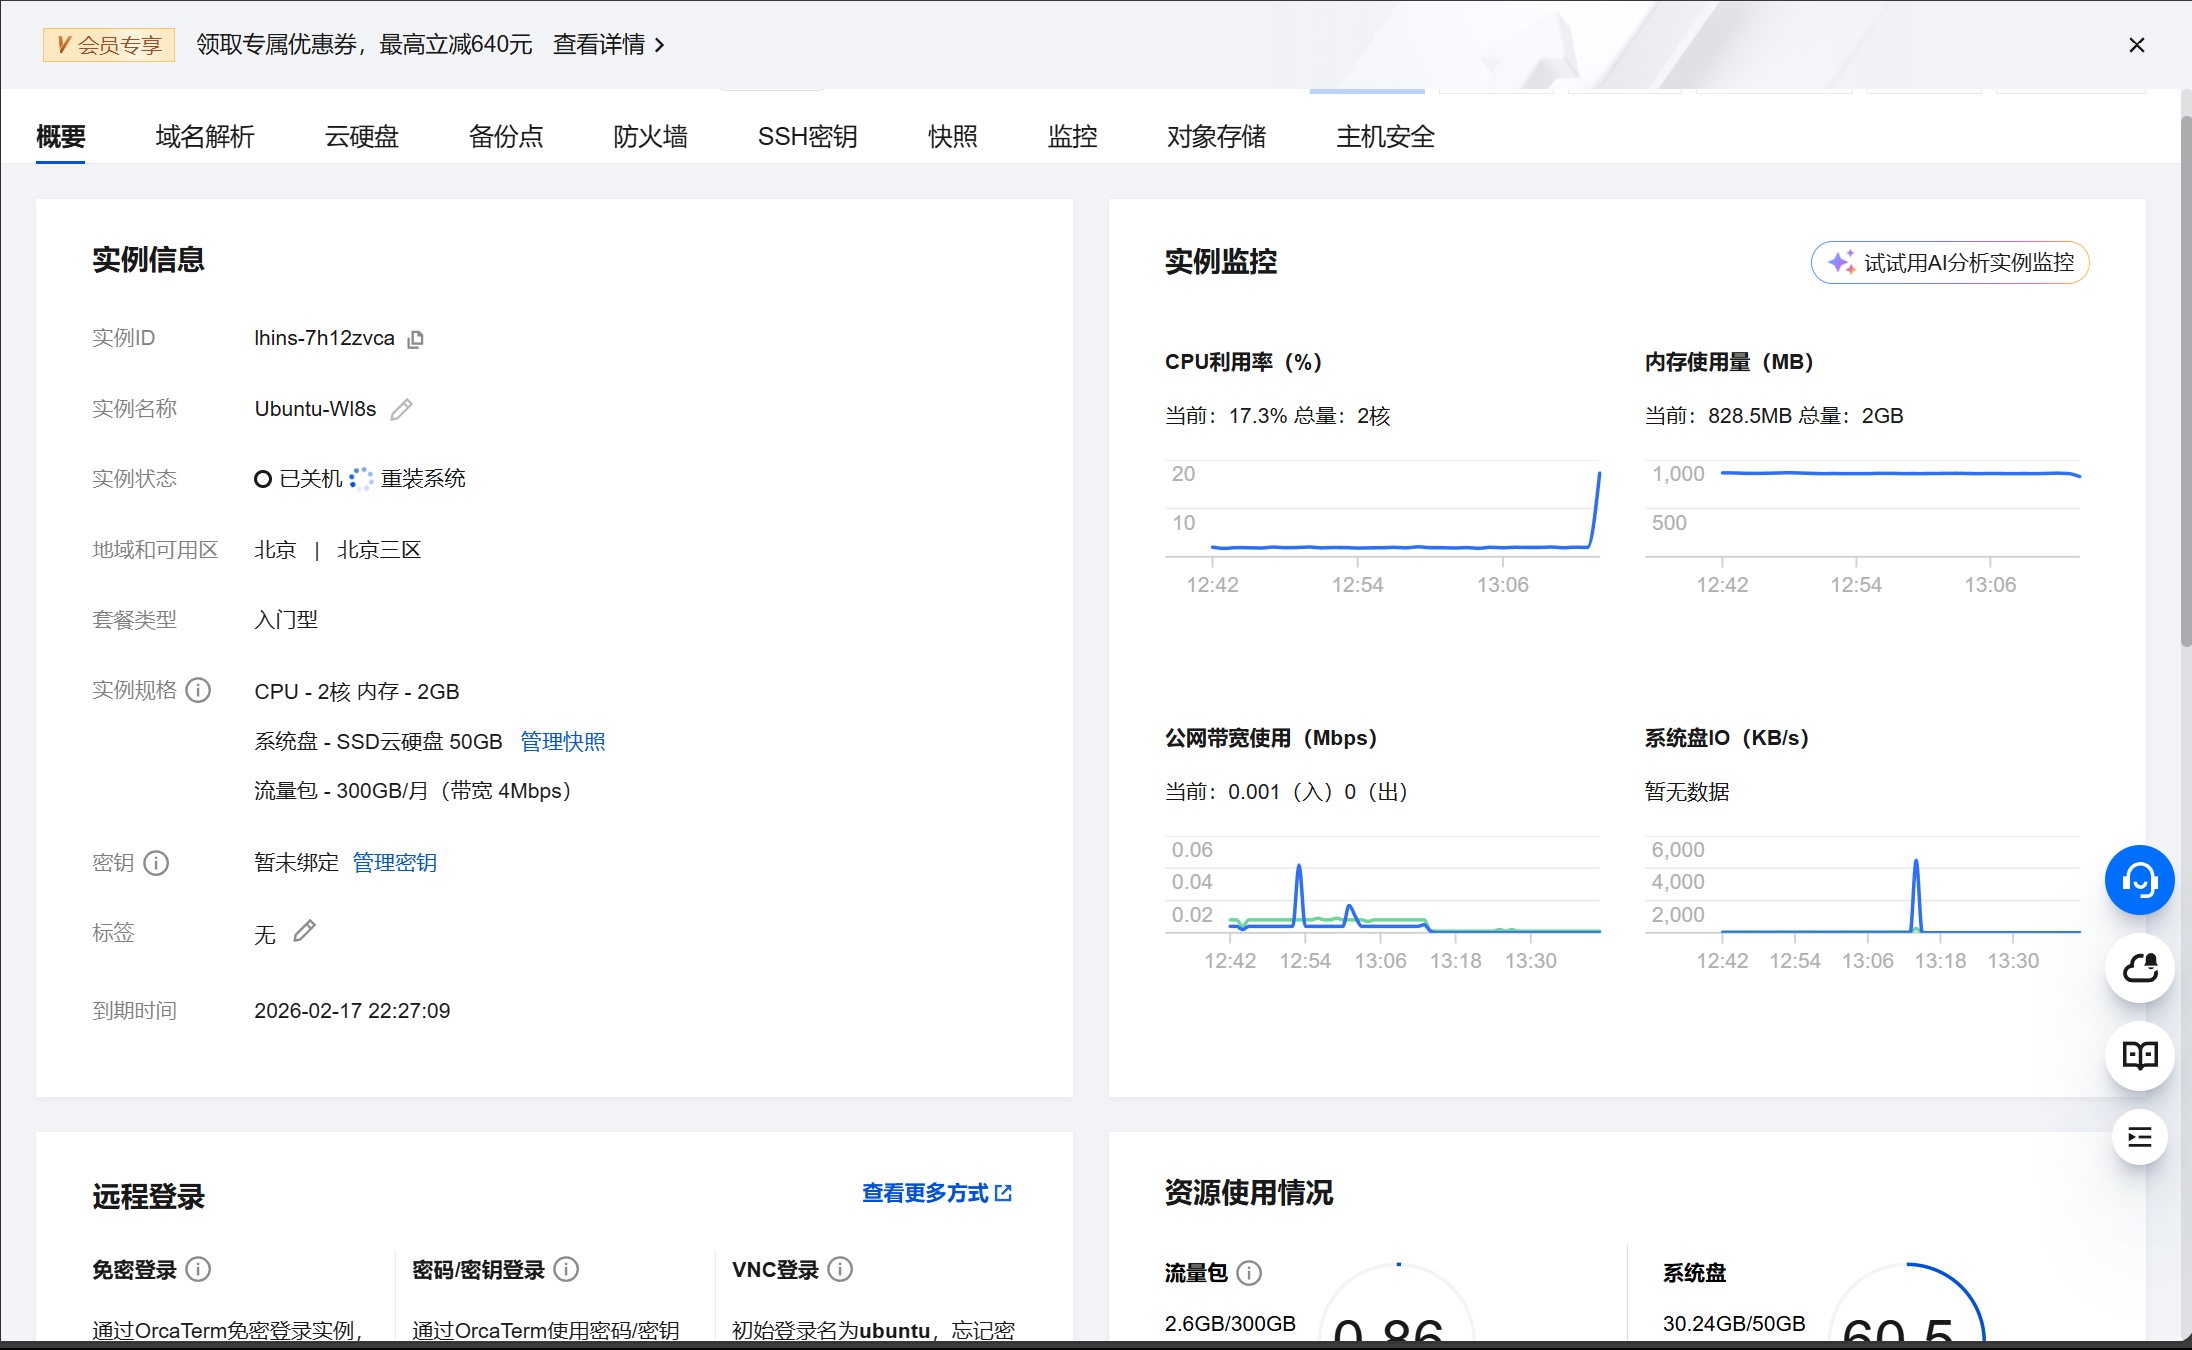 V 会员专享 领取专属优惠券，最高立减640元 查看详情
概要 域名解析 云硬盘 备份点 防火墙 SSH密钥 快照 监控 对象存储 主机安全
实例信息
实例ID lhins-7h12zvca
实例名称 Ubuntu-WI8s
实例状态 已关机 重装系统
地域和可用区 北京 | 北京三区
套餐类型 入门型
实例规格 CPU - 2核 内存 - 2GB
系统盘 - SSD云硬盘 50GB 管理快照
流量包 - 300GB/月（带宽 4Mbps）
密钥 暂未绑定 管理密钥
标签 无
到期时间 2026-02-17 22:27:09
实例监控
试试用AI分析实例监控
CPU利用率（%）
当前：17.3% 总量：2核
20
10
12:42 12:54 13:06
内存使用量（MB）
当前：828.5MB 总量：2GB
1,000
500
12:42 12:54 13:06
公网带宽使用（Mbps）
当前：0.001（入）0（出）
0.06
0.04
0.02
12:42 12:54 13:06 13:18 13:30
系统盘IO（KB/s）
暂无数据
6,000
4,000
2,000
12:42 12:54 13:06 13:18 13:30
远程登录
查看更多方式
免密登录
通过OrcaTerm免密登录实例，
密码/密钥登录
通过OrcaTerm使用密码/密钥
VNC登录
初始登录名为ubuntu，忘记密
资源使用情况
流量包
2.6GB/300GB
0.86
系统盘
30.24GB/50GB
60.5